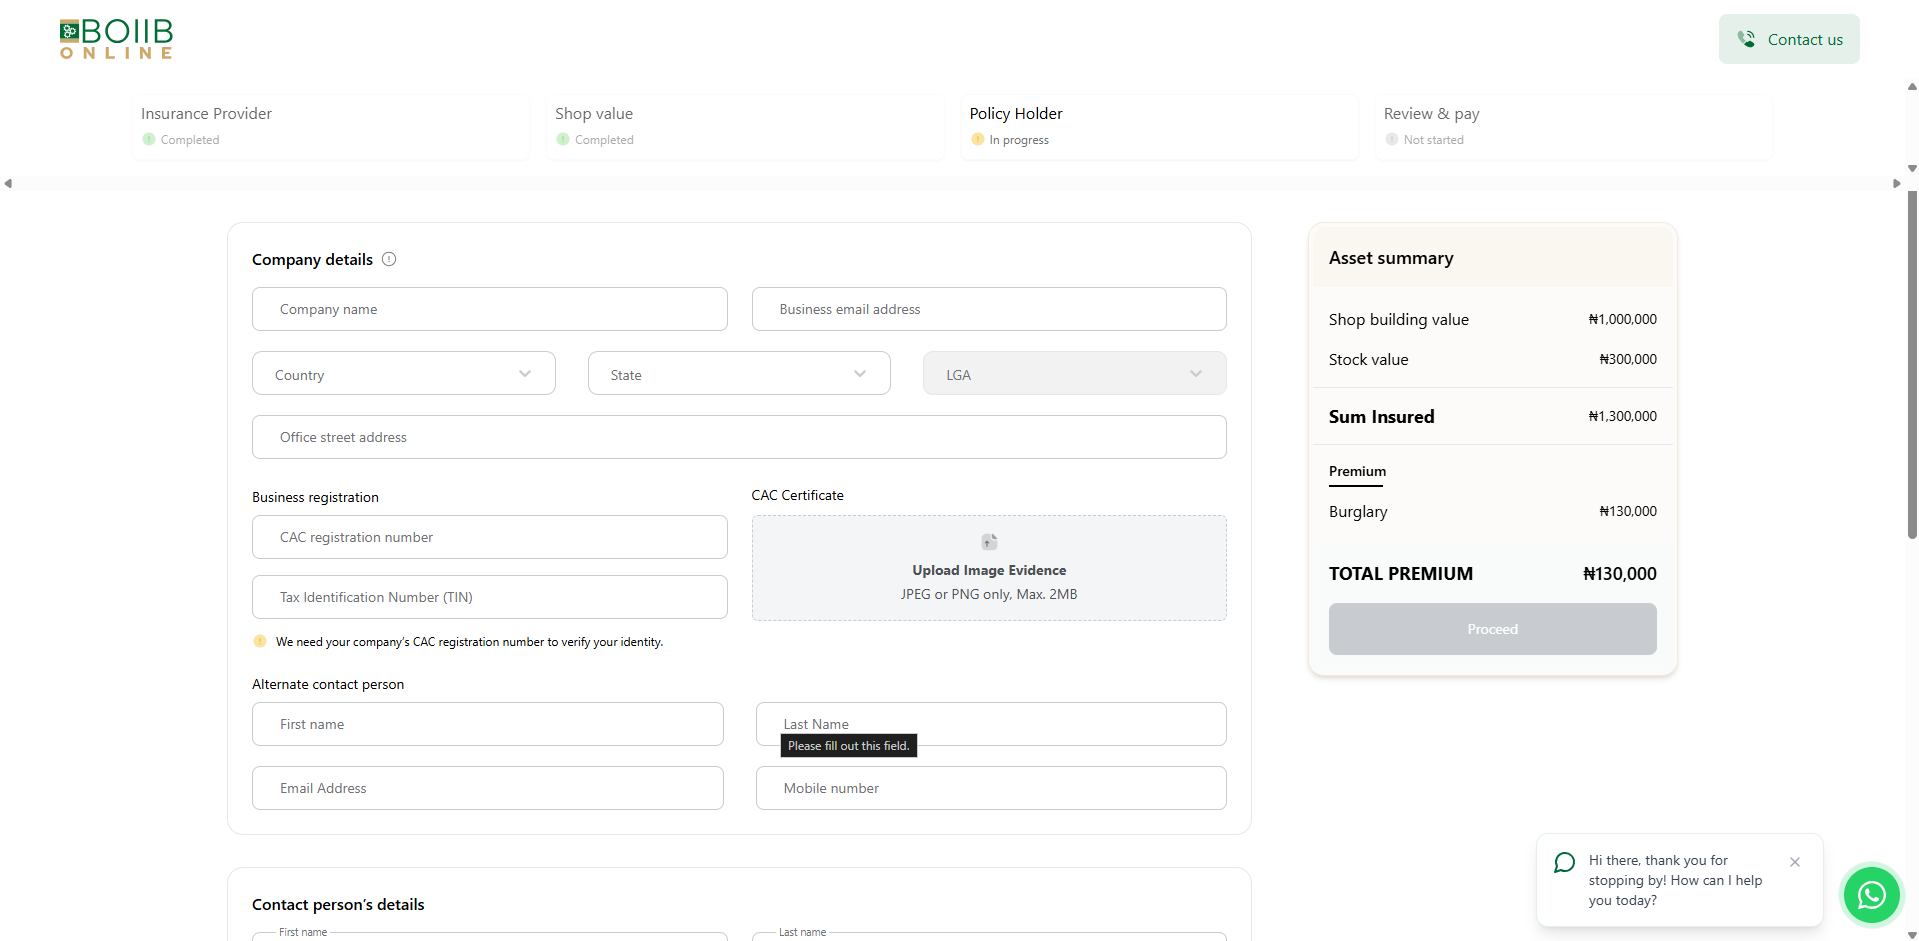 BOIIB
ONLINE
Contact us
Insurance Provider
Completed
Shop value
Completed
Policy Holder
In progress
Review & pay
Not started
Company details
Company name
Business email address
Country
State
LGA
Office street address
Business registration
CAC Certificate
CAC registration number
Upload Image Evidence
JPEG or PNG only, Max. 2MB
Tax Identification Number (TIN)
We need your company’s CAC registration number to verify your identity.
Alternate contact person
First name
Last Name
Please fill out this field.
Email Address
Mobile number
Contact person’s details
First name
Last name
Asset summary
Shop building value ₦1,000,000
Stock value ₦300,000
Sum Insured ₦1,300,000
Premium
Burglary ₦130,000
TOTAL PREMIUM ₦130,000
Proceed
Hi there, thank you for
stopping by! How can I help
you today?